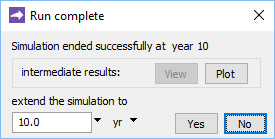 Run complete
Simulation ended successfully at  year 10
intermediate results: View Plot
extend the simulation to
10.0 yr Yes No